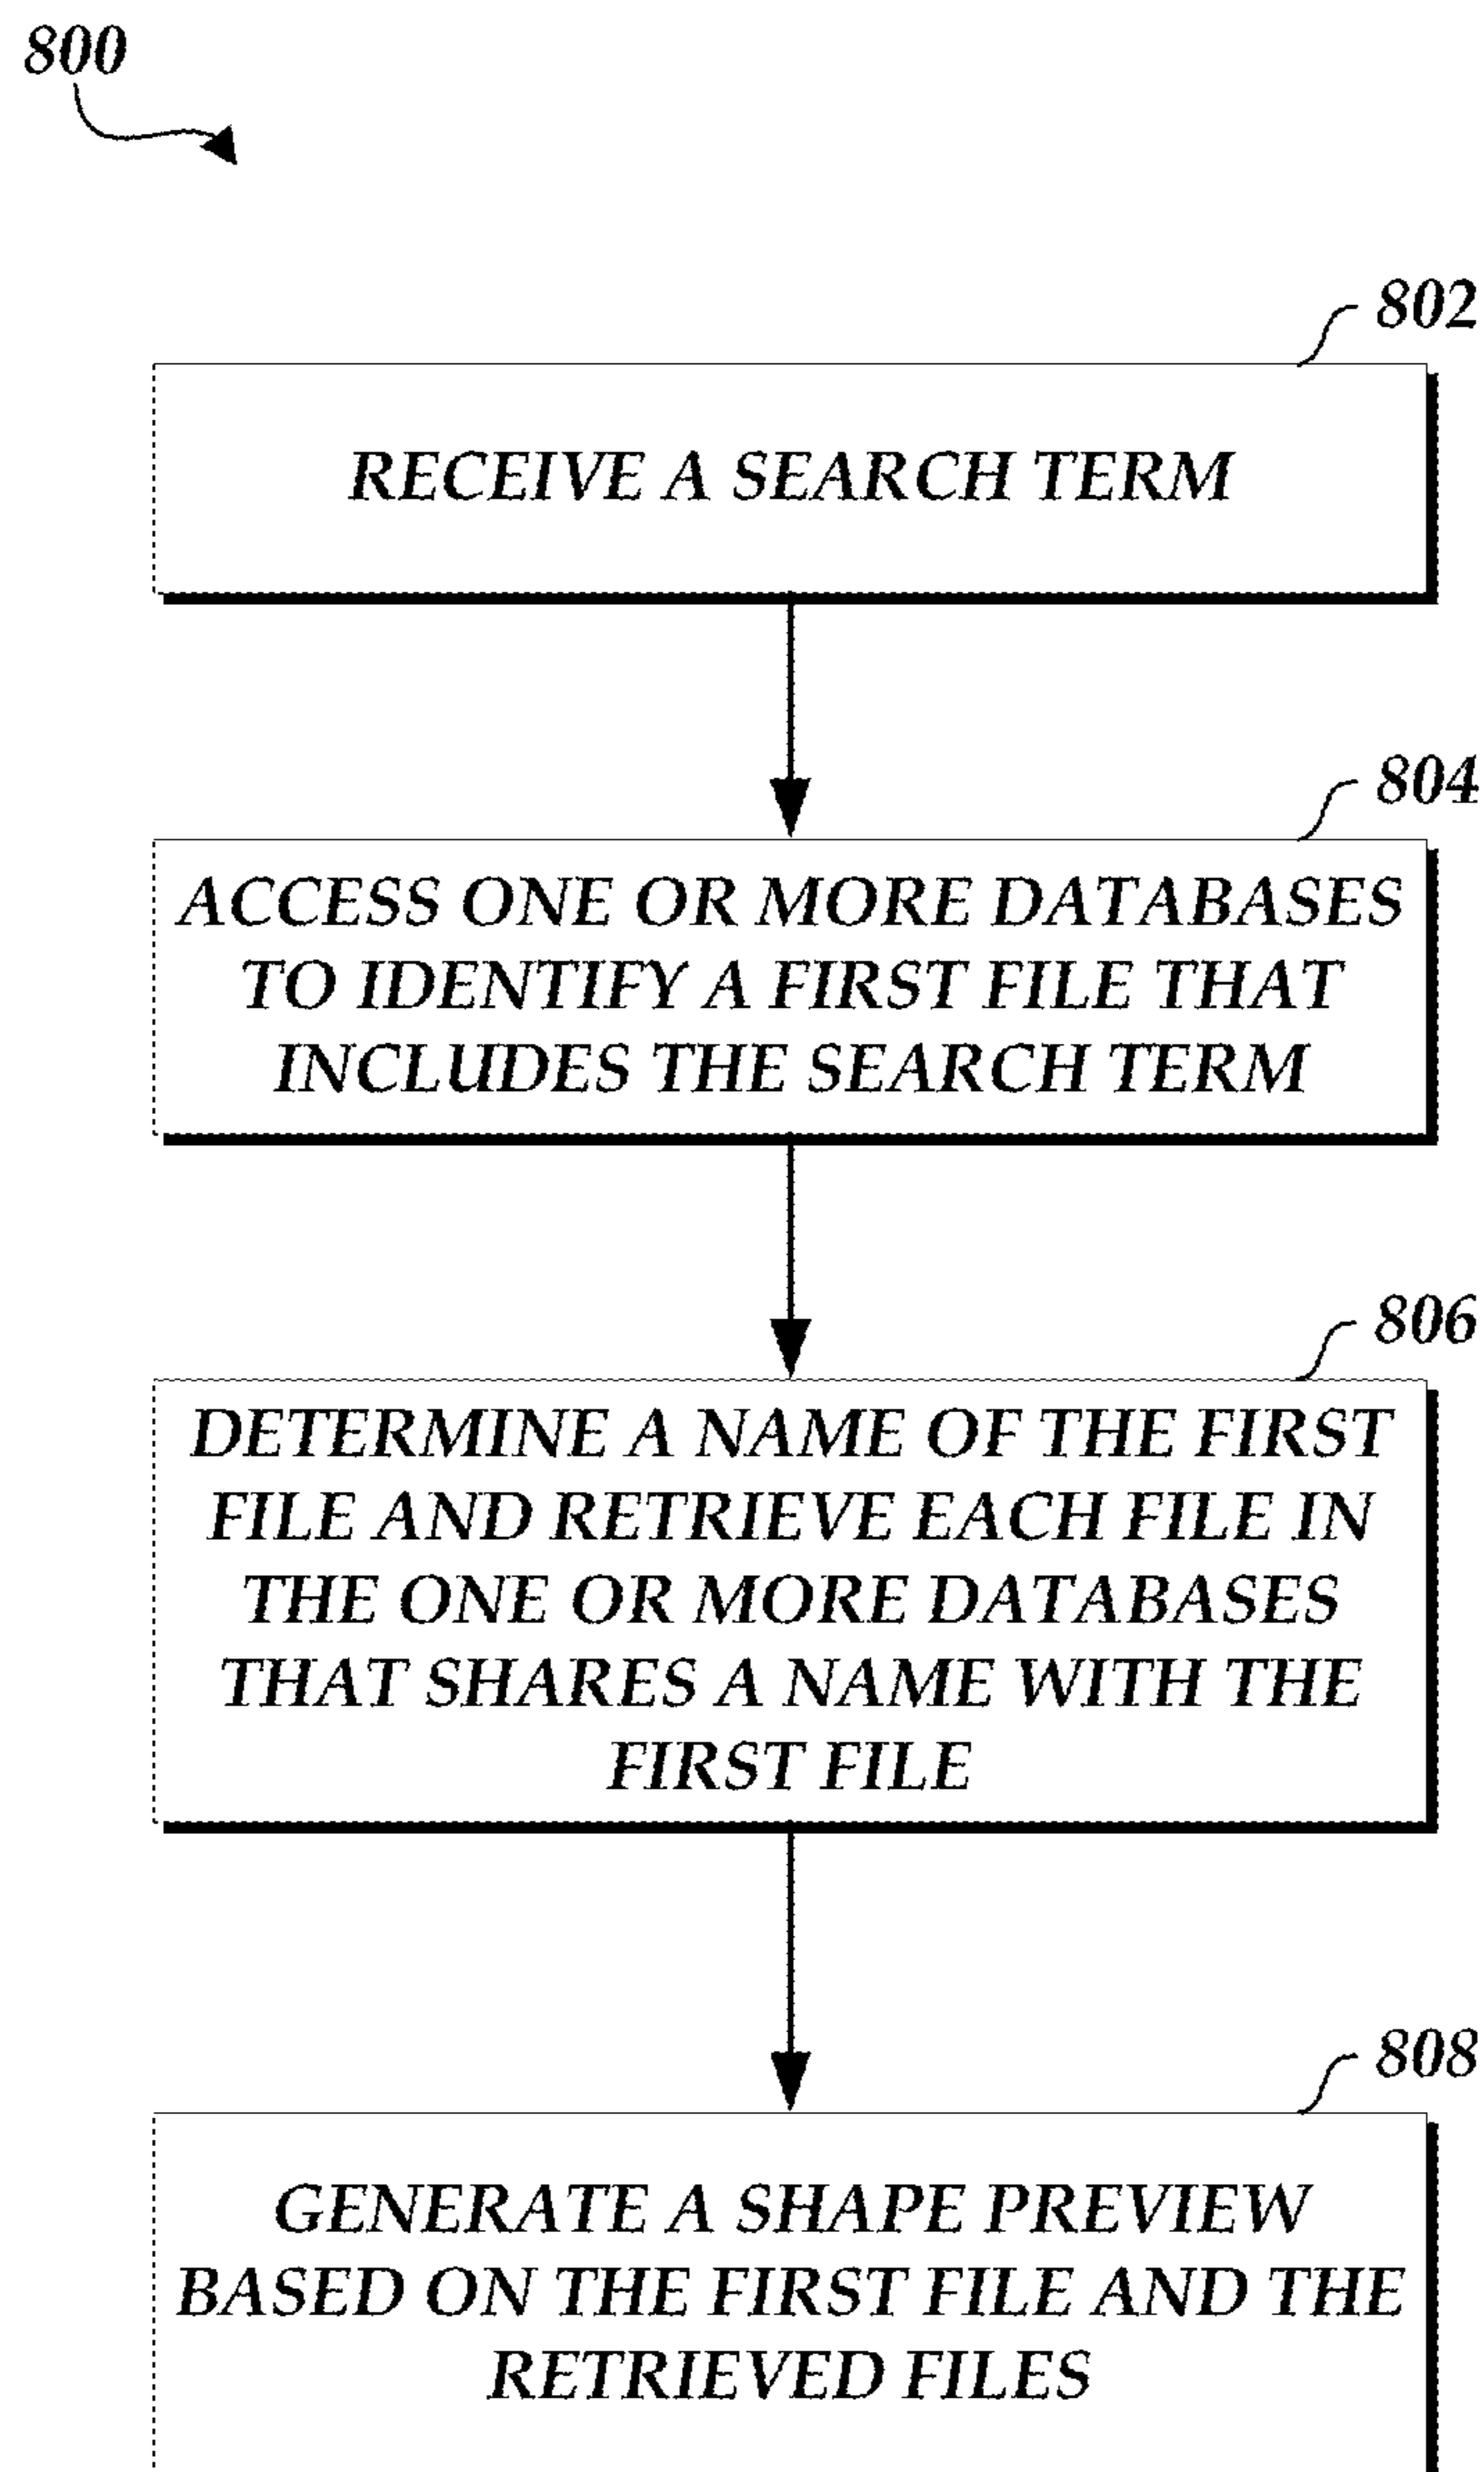 800
802
RECEIVE A SEARCH TERM
804
ACCESS ONE OR MORE DATABASES
TO IDENTIFY A FIRST FILE THAT
INCLUDES THE SEARCH TERM
806
DETERMINE A NAME OF THE FIRST
FILE AND RETRIEVE EACH FILE IN
THE ONE OR MORE DATABASES
THAT SHARES A NAME WITH THE
FIRST FILE
808
GENERATE A SHAPE PREVIEW
BASED ON THE FIRST FILE AND THE
RETRIEVED FILES